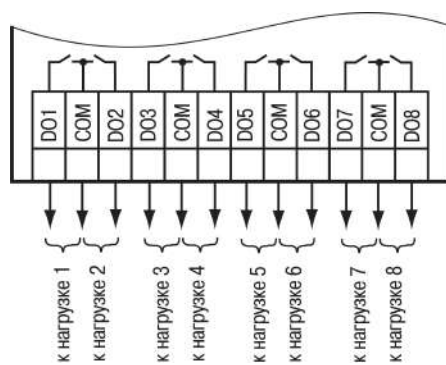 DO1
COM
DO2
DO3
COM
DO4
DO5
COM
DO6
DO7
COM
DO8
к нагрузке 1
к нагрузке 2
к нагрузке 3
к нагрузке 4
к нагрузке 5
к нагрузке 6
к нагрузке 7
к нагрузке 8